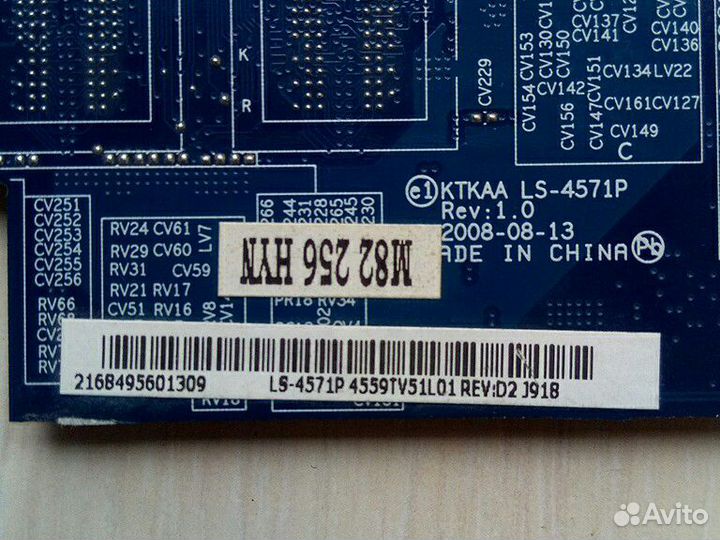 K
R
CV229
CV153
CV130
CV150
CV137
CV141
CV140
CV136
CV154
CV142
CV156
CV147
CV151
CV134 LV22
CV161 CV127
CV149
C
e1 KTKAA LS-4571P
Rev:1.0
2008-08-13
ADE IN CHINA Pb
CV251
CV252
CV253
CV254
CV255
CV256
RV66
RV24 CV61
RV29 CV60
RV31 CV59
RV21 RV17
CV51 RV16
LV7
M82 256 HYN
PR18 RV34
2168495601309 LS-4571P 4559TV51L01 REV:D2 J918
Avito